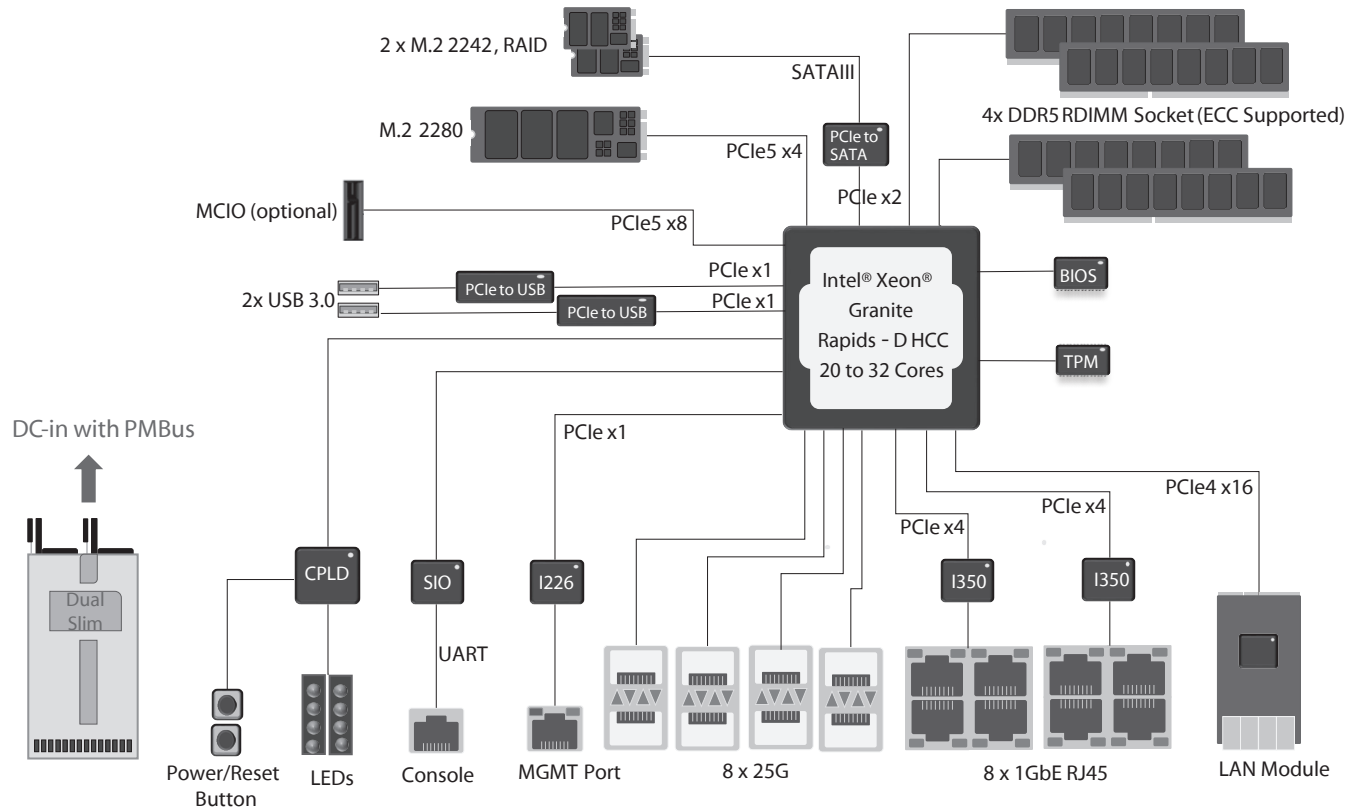 2 x M.2 2242, RAID
SATAIII
M.2 2280
PCIe5 x4
PCIe to
SATA
PCIe x2
4x DDR5 RDIMM Socket (ECC Supported)
MCIO (optional)
PCIe5 x8
PCIe x1
PCIe to USB
2x USB 3.0
PCIe x1
PCIe to USB
Intel® Xeon®
Granite
Rapids - D HCC
20 to 32 Cores
BIOS
TPM
DC-in with PMBus
Dual
Slim
PCIe x1
PCIe x4
PCIe x4
PCIe4 x16
CPLD
SIO
I226
I350
I350
UART
Power/Reset
Button
LEDs
Console
MGMT Port
8 x 25G
8 x 1GbE RJ45
LAN Module